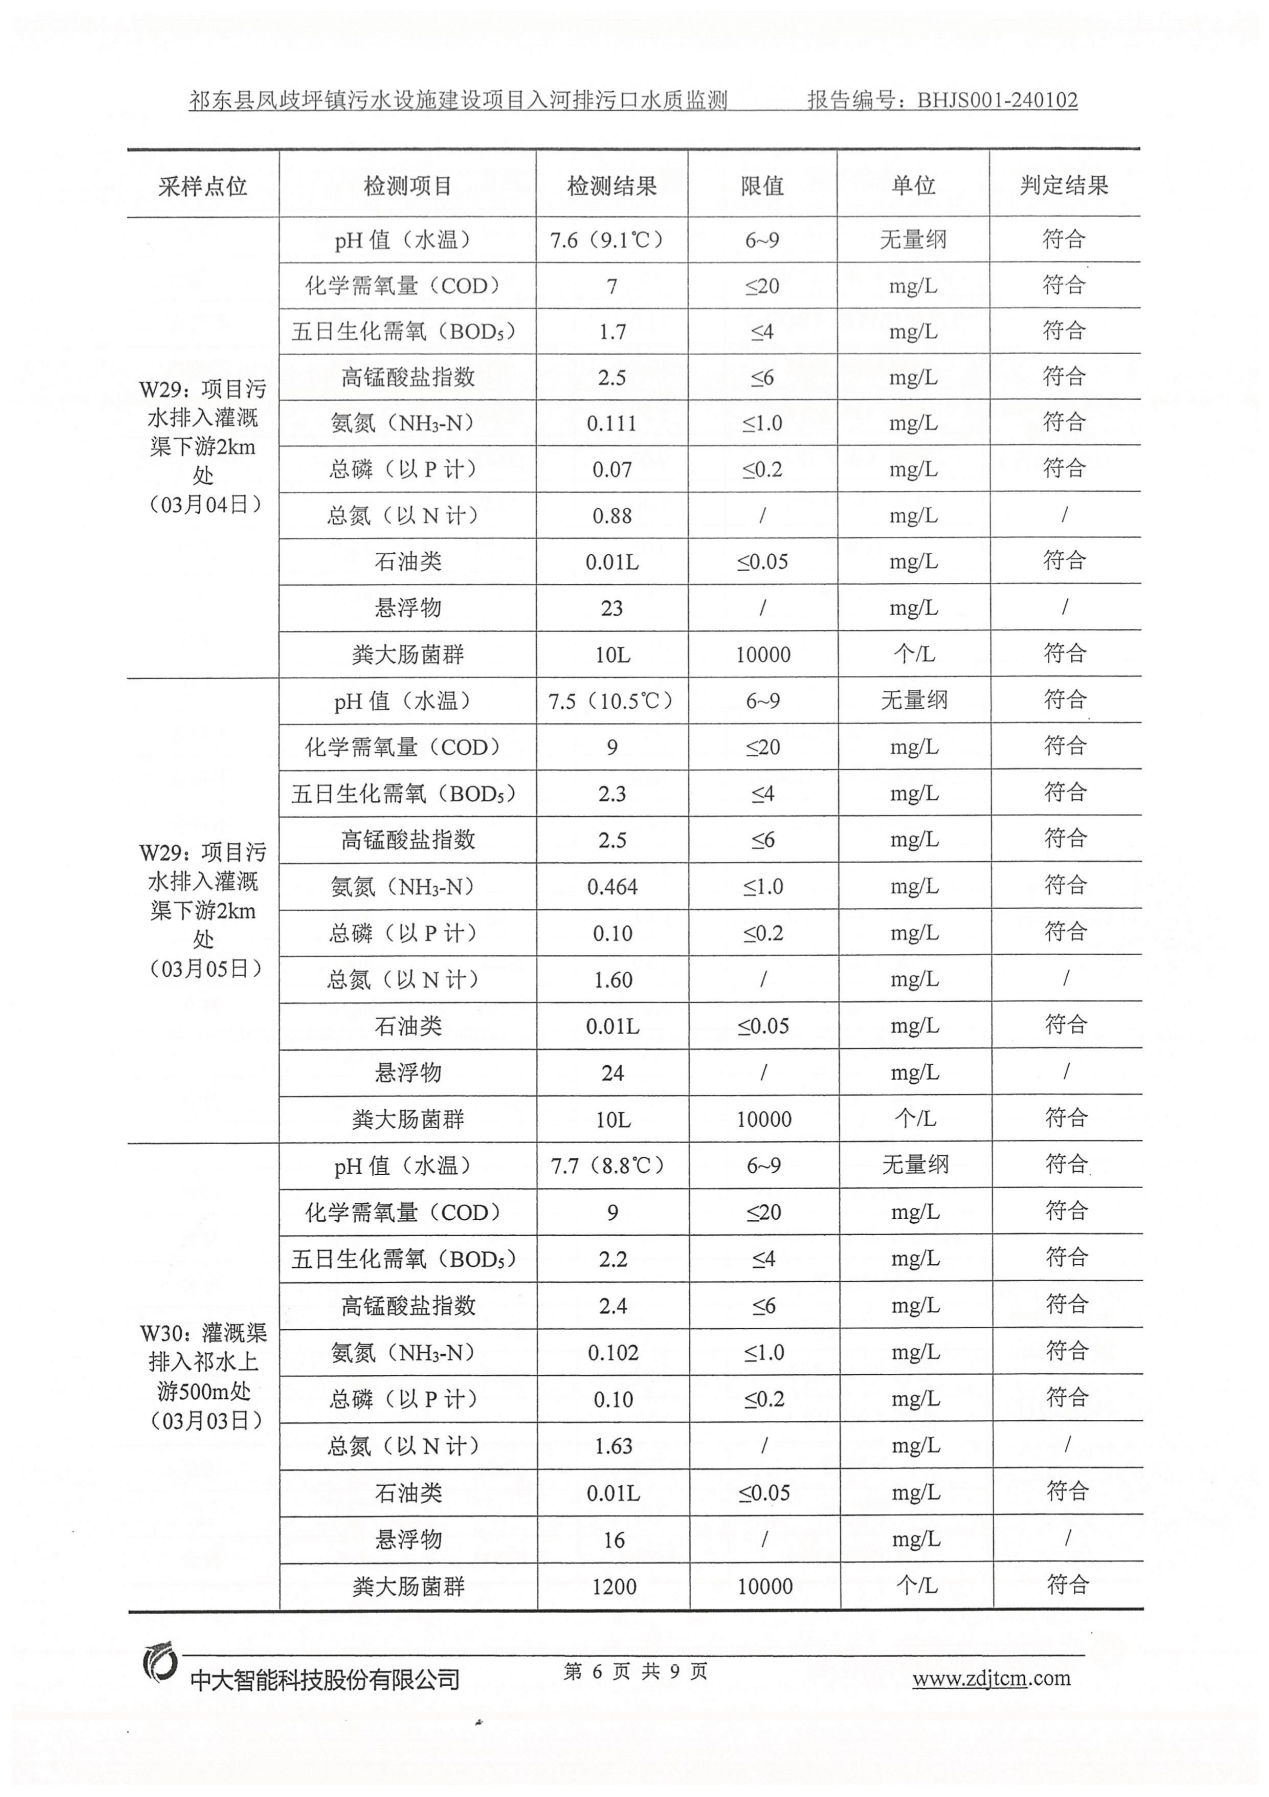 祁东县凤歧坪镇污水设施建设项目入河排污口水质监测 报告编号：BHJS001-240102
采样点位 检测项目 检测结果 限值 单位 判定结果
W29：项目污
水排入灌溉
渠下游2km
处
（03月04日）
pH 值（水温） 7.6（9.1℃） 6~9 无量纲 符合
化学需氧量（COD） 7 ≤20 mg/L 符合
五日生化需氧（BOD₅） 1.7 ≤4 mg/L 符合
高锰酸盐指数 2.5 ≤6 mg/L 符合
氨氮（NH₃-N） 0.111 ≤1.0 mg/L 符合
总磷（以 P 计） 0.07 ≤0.2 mg/L 符合
总氮（以 N 计） 0.88 / mg/L /
石油类 0.01L ≤0.05 mg/L 符合
悬浮物 23 / mg/L /
粪大肠菌群 10L 10000 个/L 符合
W29：项目污
水排入灌溉
渠下游2km
处
（03月05日）
pH 值（水温） 7.5（10.5℃） 6~9 无量纲 符合
化学需氧量（COD） 9 ≤20 mg/L 符合
五日生化需氧（BOD₅） 2.3 ≤4 mg/L 符合
高锰酸盐指数 2.5 ≤6 mg/L 符合
氨氮（NH₃-N） 0.464 ≤1.0 mg/L 符合
总磷（以 P 计） 0.10 ≤0.2 mg/L 符合
总氮（以 N 计） 1.60 / mg/L /
石油类 0.01L ≤0.05 mg/L 符合
悬浮物 24 / mg/L /
粪大肠菌群 10L 10000 个/L 符合
W30：灌溉渠
排入祁水上
游500m处
（03月03日）
pH 值（水温） 7.7（8.8℃） 6~9 无量纲 符合
化学需氧量（COD） 9 ≤20 mg/L 符合
五日生化需氧（BOD₅） 2.2 ≤4 mg/L 符合
高锰酸盐指数 2.4 ≤6 mg/L 符合
氨氮（NH₃-N） 0.102 ≤1.0 mg/L 符合
总磷（以 P 计） 0.10 ≤0.2 mg/L 符合
总氮（以 N 计） 1.63 / mg/L /
石油类 0.01L ≤0.05 mg/L 符合
悬浮物 16 / mg/L /
粪大肠菌群 1200 10000 个/L 符合
中大智能科技股份有限公司 第 6 页 共 9 页 www.zdjtcm.com